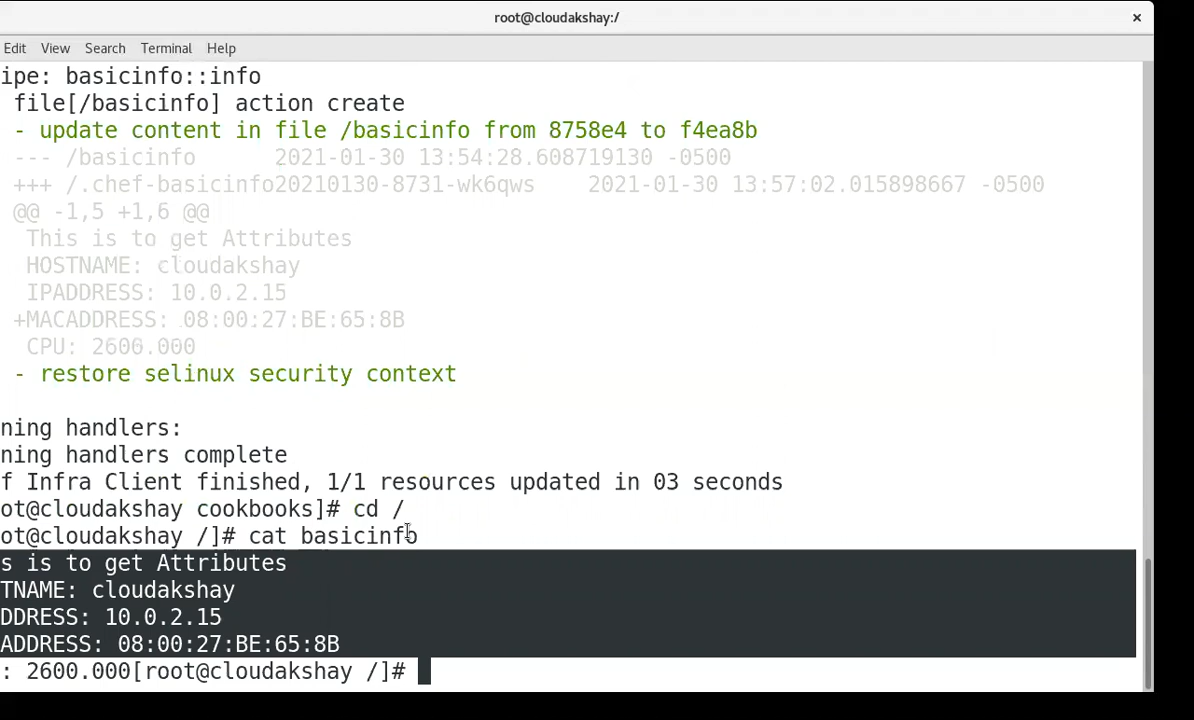 root@cloudakshay:/
Edit View Search Terminal Help
ipe: basicinfo::info
file[/basicinfo] action create
- update content in file /basicinfo from 8758e4 to f4ea8b
--- /basicinfo 2021-01-30 13:54:28.608719130 -0500
+++ /.chef-basicinfo20210130-8731-wk6qws 2021-01-30 13:57:02.015898667 -0500
@@ -1,5 +1,6 @@
This is to get Attributes
HOSTNAME: cloudakshay
IPADDRESS: 10.0.2.15
+MACADDRESS: 08:00:27:BE:65:8B
CPU: 2600.000
- restore selinux security context
ning handlers:
ning handlers complete
f Infra Client finished, 1/1 resources updated in 03 seconds
ot@cloudakshay cookbooks]# cd /
ot@cloudakshay /]# cat basicinfo
s is to get Attributes
TNAME: cloudakshay
DDRESS: 10.0.2.15
ADDRESS: 08:00:27:BE:65:8B
: 2600.000[root@cloudakshay /]#